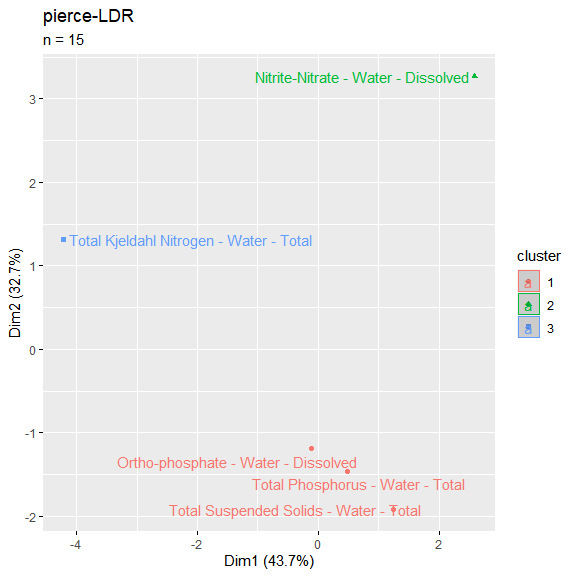 pierce-LDR
n = 15
Nitrite-Nitrate - Water - Dissolved
Total Kjeldahl Nitrogen - Water - Total
Ortho-phosphate - Water - Dissolved
Total Phosphorus - Water - Total
Total Suspended Solids - Water - Total
3
2
1
0
-1
-2
Dim2 (32.7%)
-4
-2
0
2
Dim1 (43.7%)
cluster
a 1
a 2
a 3